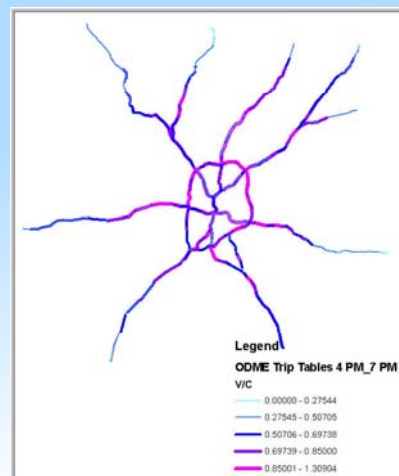 Legend
ODME Trip Tables 4 PM_7 PM
V/C
0.00000 - 0.27544
0.27545 - 0.50705
0.50706 - 0.69738
0.69739 - 0.85000
0.85001 - 1.30904